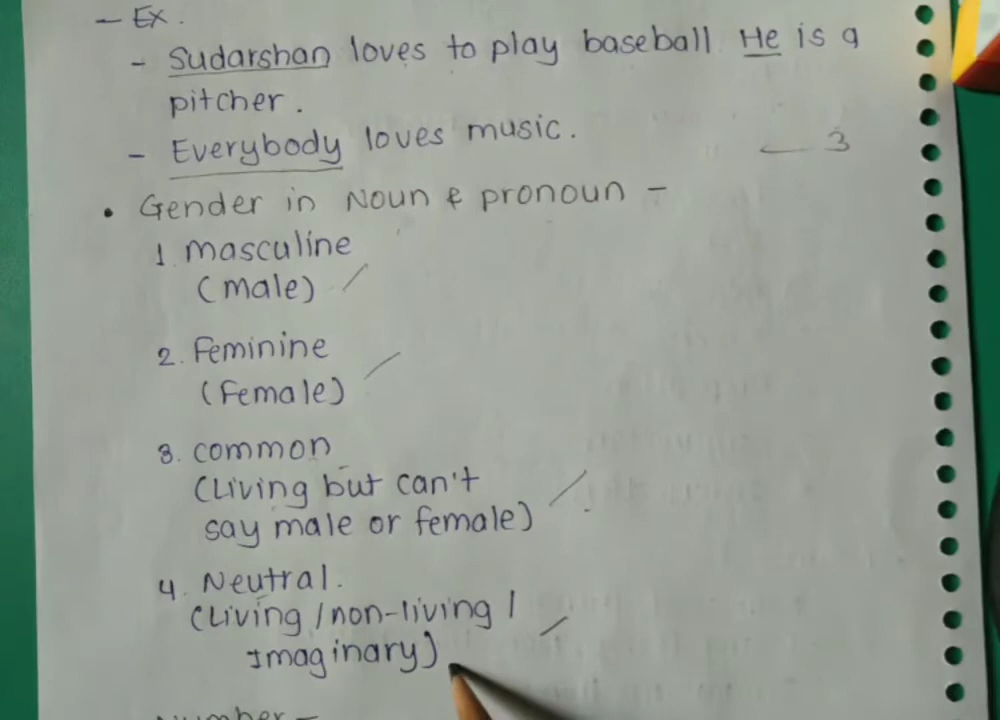 - Ex.
- Sudarshan loves to play baseball He is a
pitcher.
- Everybody loves music.
— 3
• Gender in Noun & pronoun -
1 masculine
(male)
2. Feminine
(Female)
3. common
(Living but can't
say male or female)
4. Neutral.
(Living / non-living /
Imaginary)
Number -